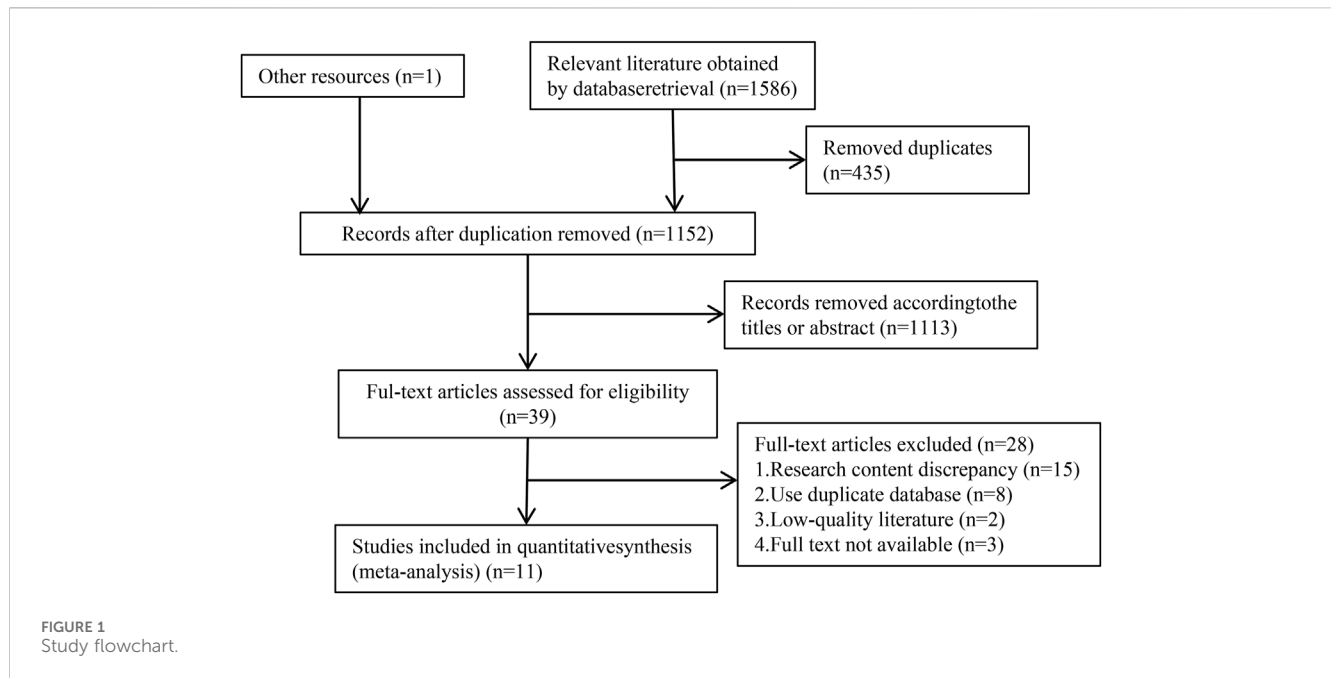 Other resources (n=1)
Relevant literature obtained
by databaseretrieval (n=1586)
Removed duplicates
(n=435)
Records after duplication removed (n=1152)
Records removed accordingtothe
titles or abstract (n=1113)
Ful-text articles assessed for eligibility
(n=39)
Full-text articles excluded (n=28)
1.Research content discrepancy (n=15)
2.Use duplicate database (n=8)
3.Low-quality literature (n=2)
4.Full text not available (n=3)
Studies included in quantitativesynthesis
(meta-analysis) (n=11)
FIGURE 1
Study flowchart.